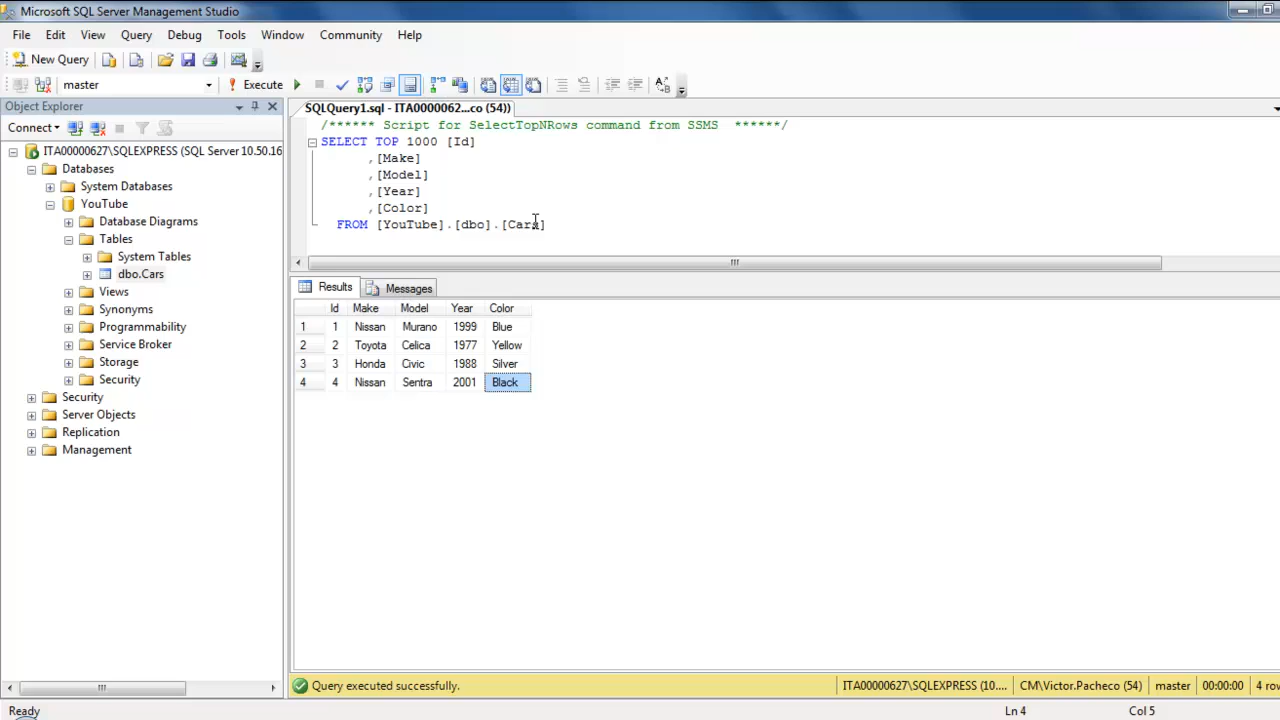 Microsoft SQL Server Management Studio
File Edit View Query Debug Tools Window Community Help
New Query
master Execute
Object Explorer
SQLQuery1.sql - ITA0000062...co (54))
Connect
ITA00000627\SQLEXPRESS (SQL Server 10.50.16
Databases
System Databases
YouTube
Database Diagrams
Tables
System Tables
dbo.Cars
Views
Synonyms
Programmability
Service Broker
Storage
Security
Security
Server Objects
Replication
Management
/****** Script for SelectTopNRows command from SSMS ******/
SELECT TOP 1000 [Id]
,[Make]
,[Model]
,[Year]
,[Color]
FROM [YouTube].[dbo].[Cars]
Results Messages
Id Make Model Year Color
1 1 Nissan Murano 1999 Blue
2 2 Toyota Celica 1977 Yellow
3 3 Honda Civic 1988 Silver
4 4 Nissan Sentra 2001 Black
Query executed successfully. ITA00000627\SQLEXPRESS (10.... CM\Victor.Pacheco (54) master 00:00:00 4 row
Ready Ln 4 Col 5